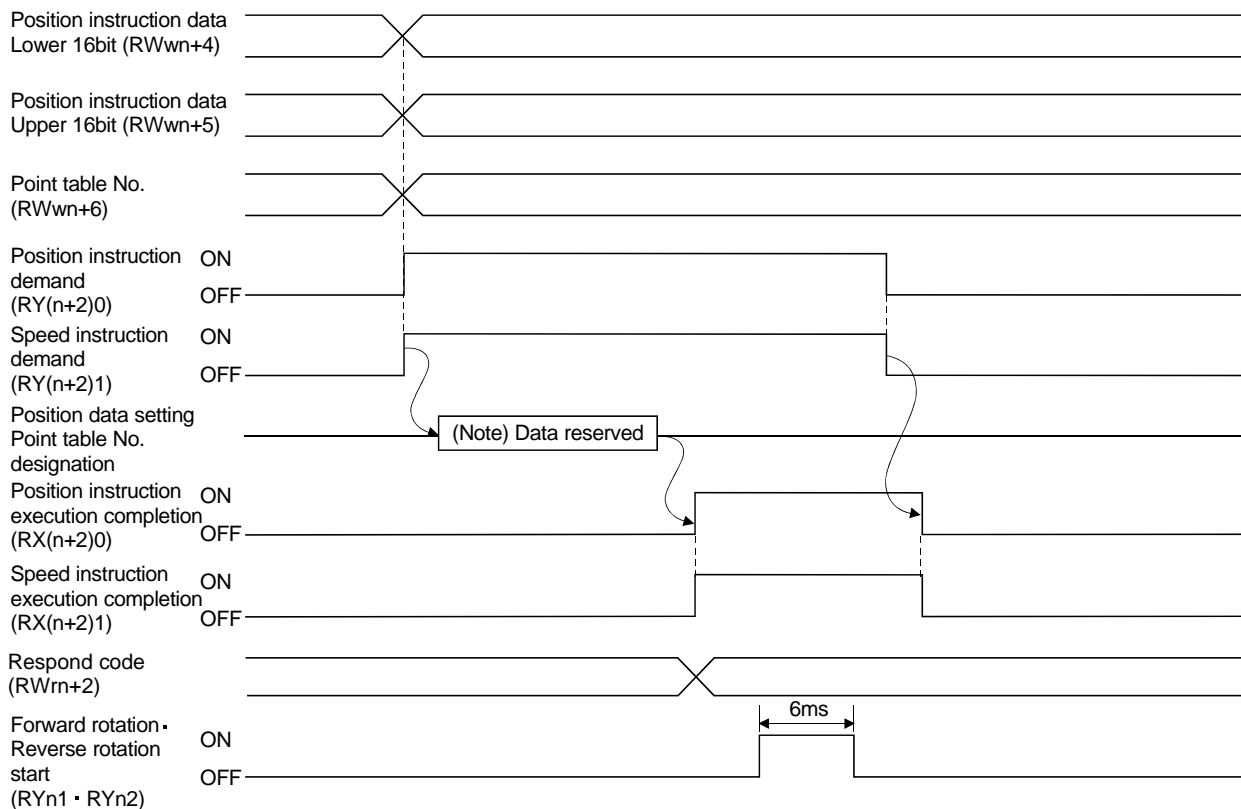 Position instruction data
Lower 16bit (RWwn+4)
Position instruction data
Upper 16bit (RWwn+5)
Point table No.
(RWwn+6)
Position instruction
demand
(RY(n+2)0)
ON
OFF
Speed instruction
demand
(RY(n+2)1)
ON
OFF
Position data setting
Point table No.
designation
(Note) Data reserved
Position instruction
execution completion
(RX(n+2)0)
ON
OFF
Speed instruction
execution completion
(RX(n+2)1)
ON
OFF
Respond code
(RWrn+2)
Forward rotation·
Reverse rotation
start
(RYn1 · RYn2)
ON
OFF
6ms